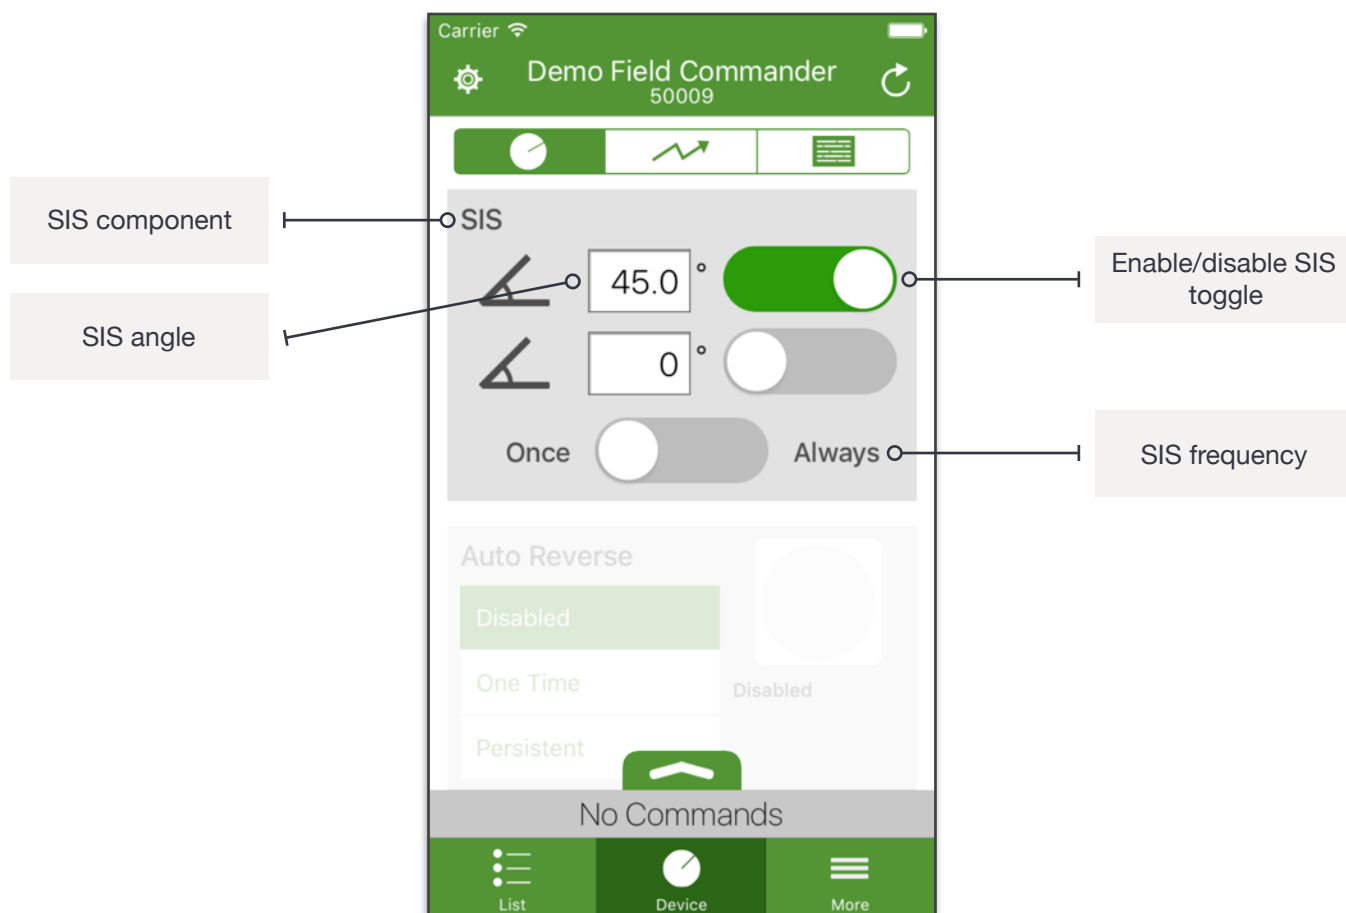 Carrier
Demo Field Commander
50009
SIS component
SIS
SIS angle
45.0 °
Enable/disable SIS
toggle
0 °
Once
Always
SIS frequency
Auto Reverse
Disabled
One Time
Disabled
Persistent
No Commands
List
Device
More